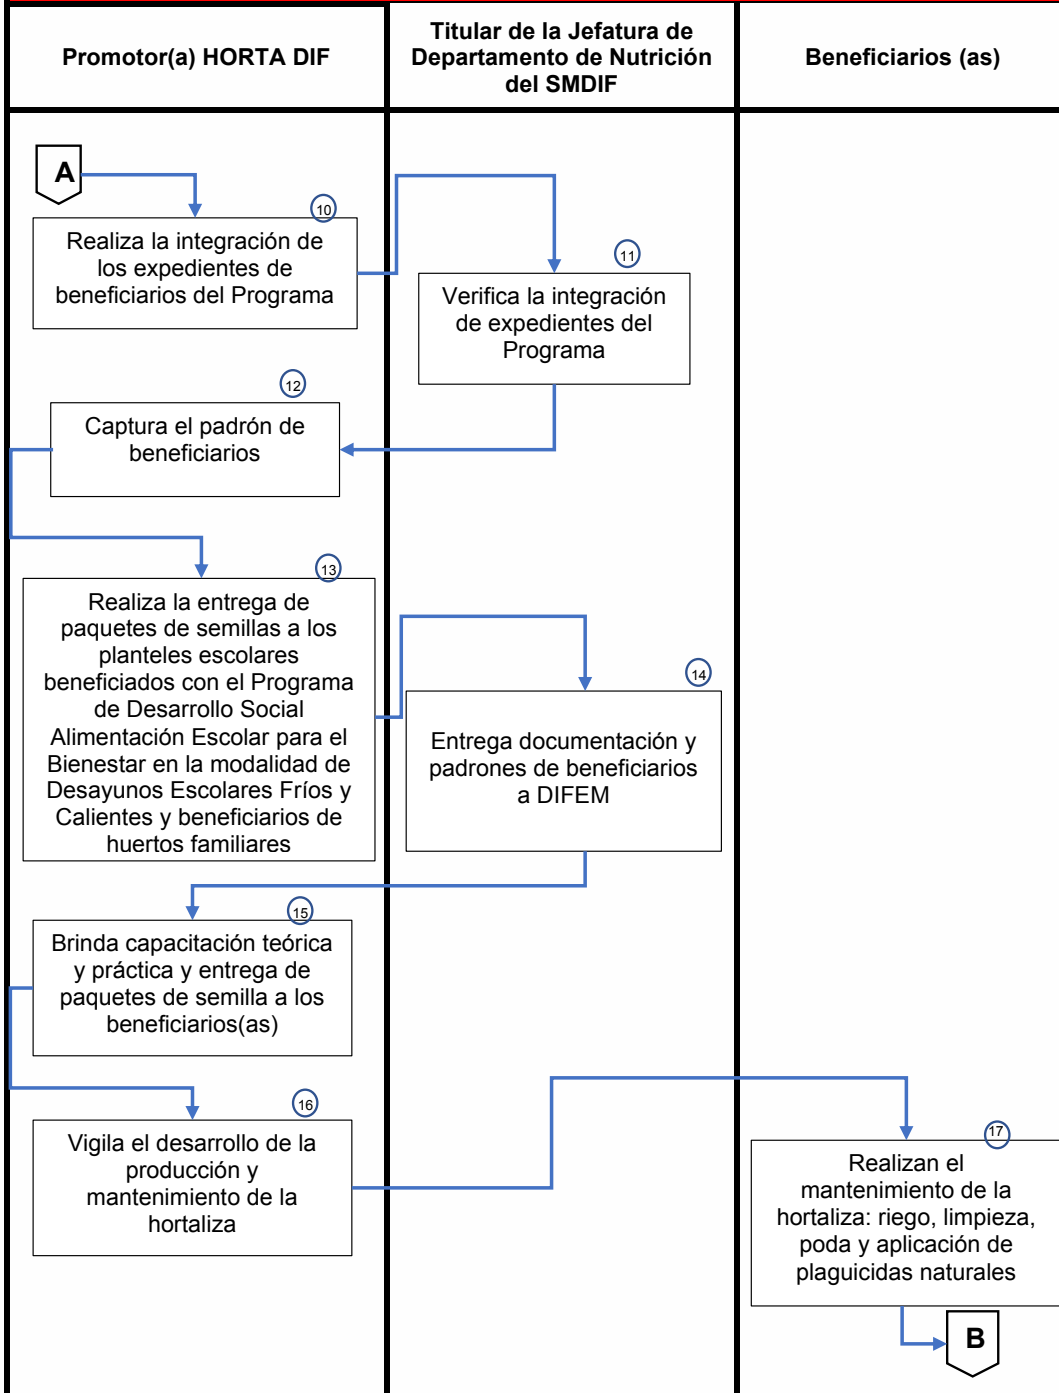 Promotor(a) HORTA DIF
Titular de la Jefatura de
Departamento de Nutrición
del SMDIF
Beneficiarios (as)
A
10
Realiza la integración de
los expedientes de
beneficiarios del Programa
11
Verifica la integración
de expedientes del
Programa
12
Captura el padrón de
beneficiarios
13
Realiza la entrega de
paquetes de semillas a los
planteles escolares
beneficiados con el Programa
de Desarrollo Social
Alimentación Escolar para el
Bienestar en la modalidad de
Desayunos Escolares Fríos y
Calientes y beneficiarios de
huertos familiares
14
Entrega documentación y
padrones de beneficiarios
a DIFEM
15
Brinda capacitación teórica
y práctica y entrega de
paquetes de semilla a los
beneficiarios(as)
16
Vigila el desarrollo de la
producción y
mantenimiento de la
hortaliza
17
Realizan el
mantenimiento de la
hortaliza: riego, limpieza,
poda y aplicación de
plaguicidas naturales
B